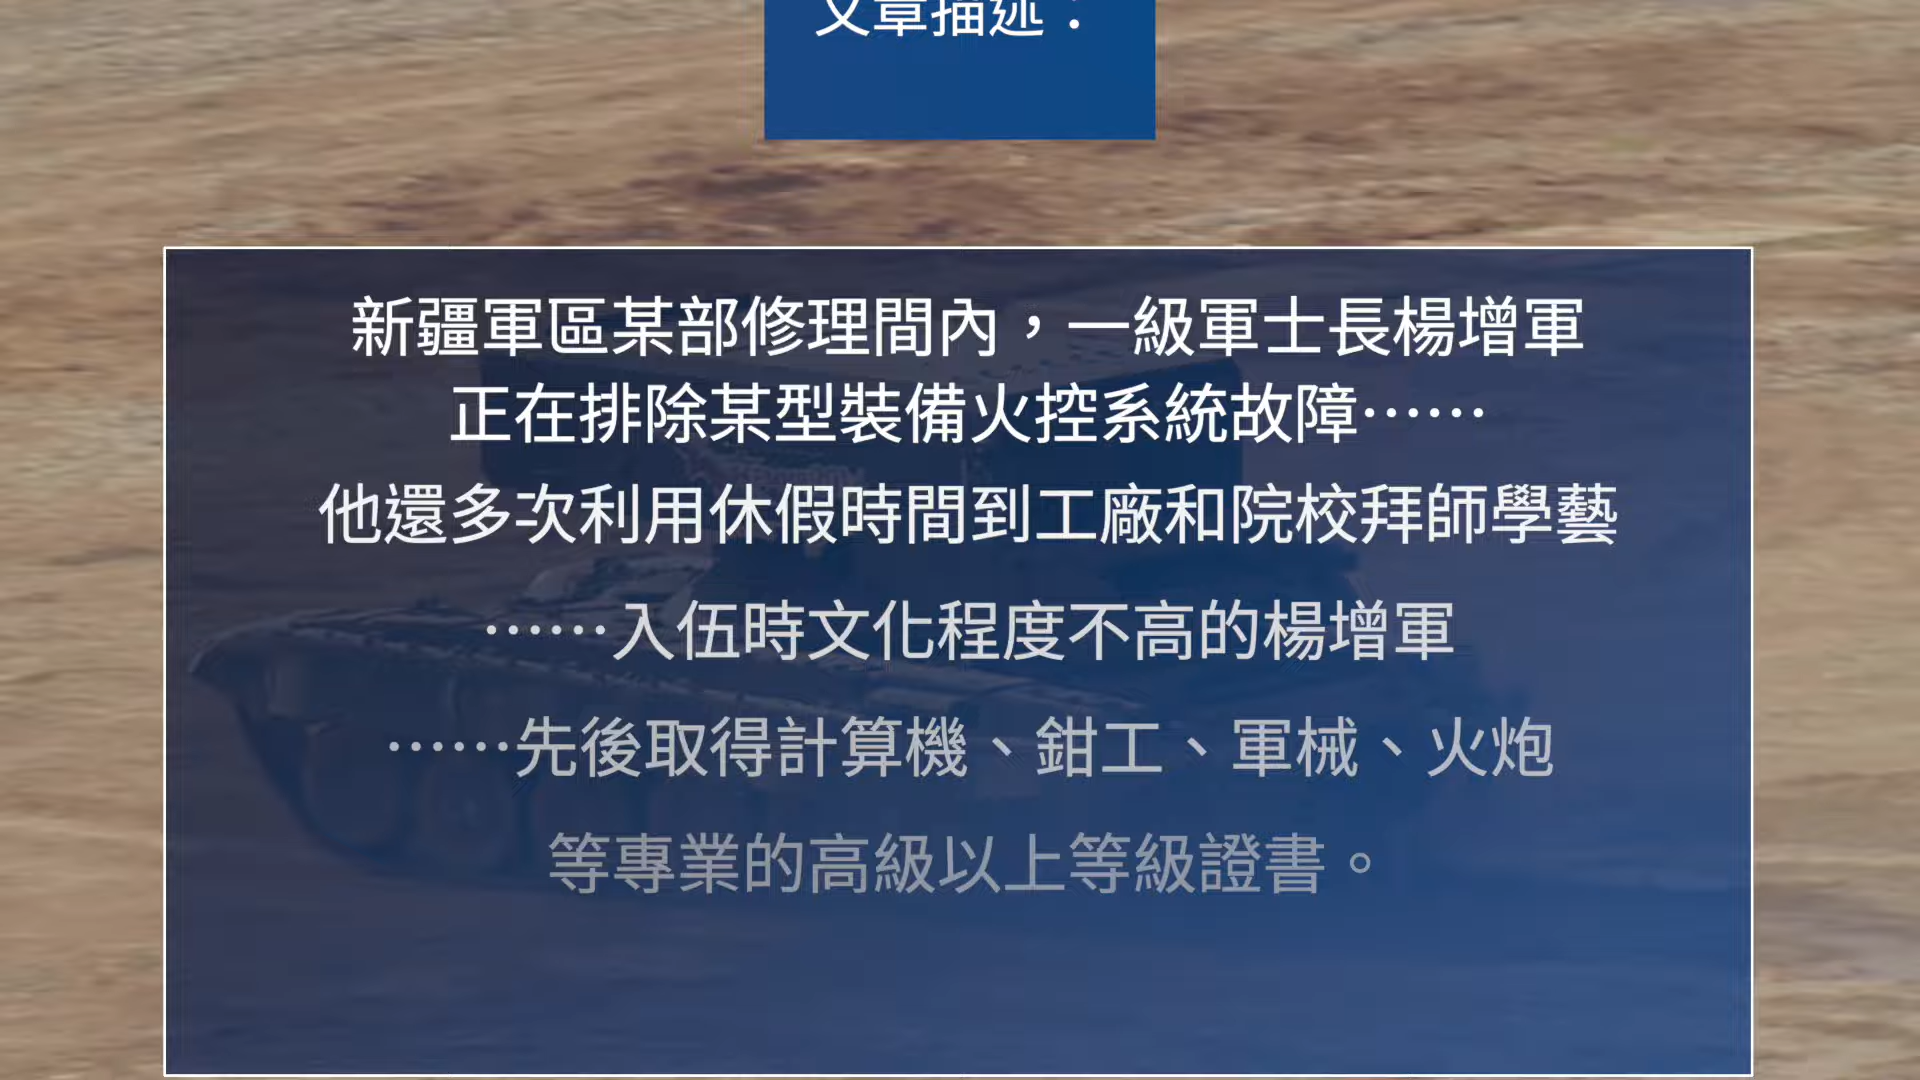 文章描述：
新疆軍區某部修理間內，一級軍士長楊增軍
正在排除某型裝備火控系統故障⋯⋯
他還多次利用休假時間到工廠和院校拜師學藝
⋯⋯入伍時文化程度不高的楊增軍
⋯⋯先後取得計算機、鉗工、軍械、火炮
等專業的高級以上等級證書。